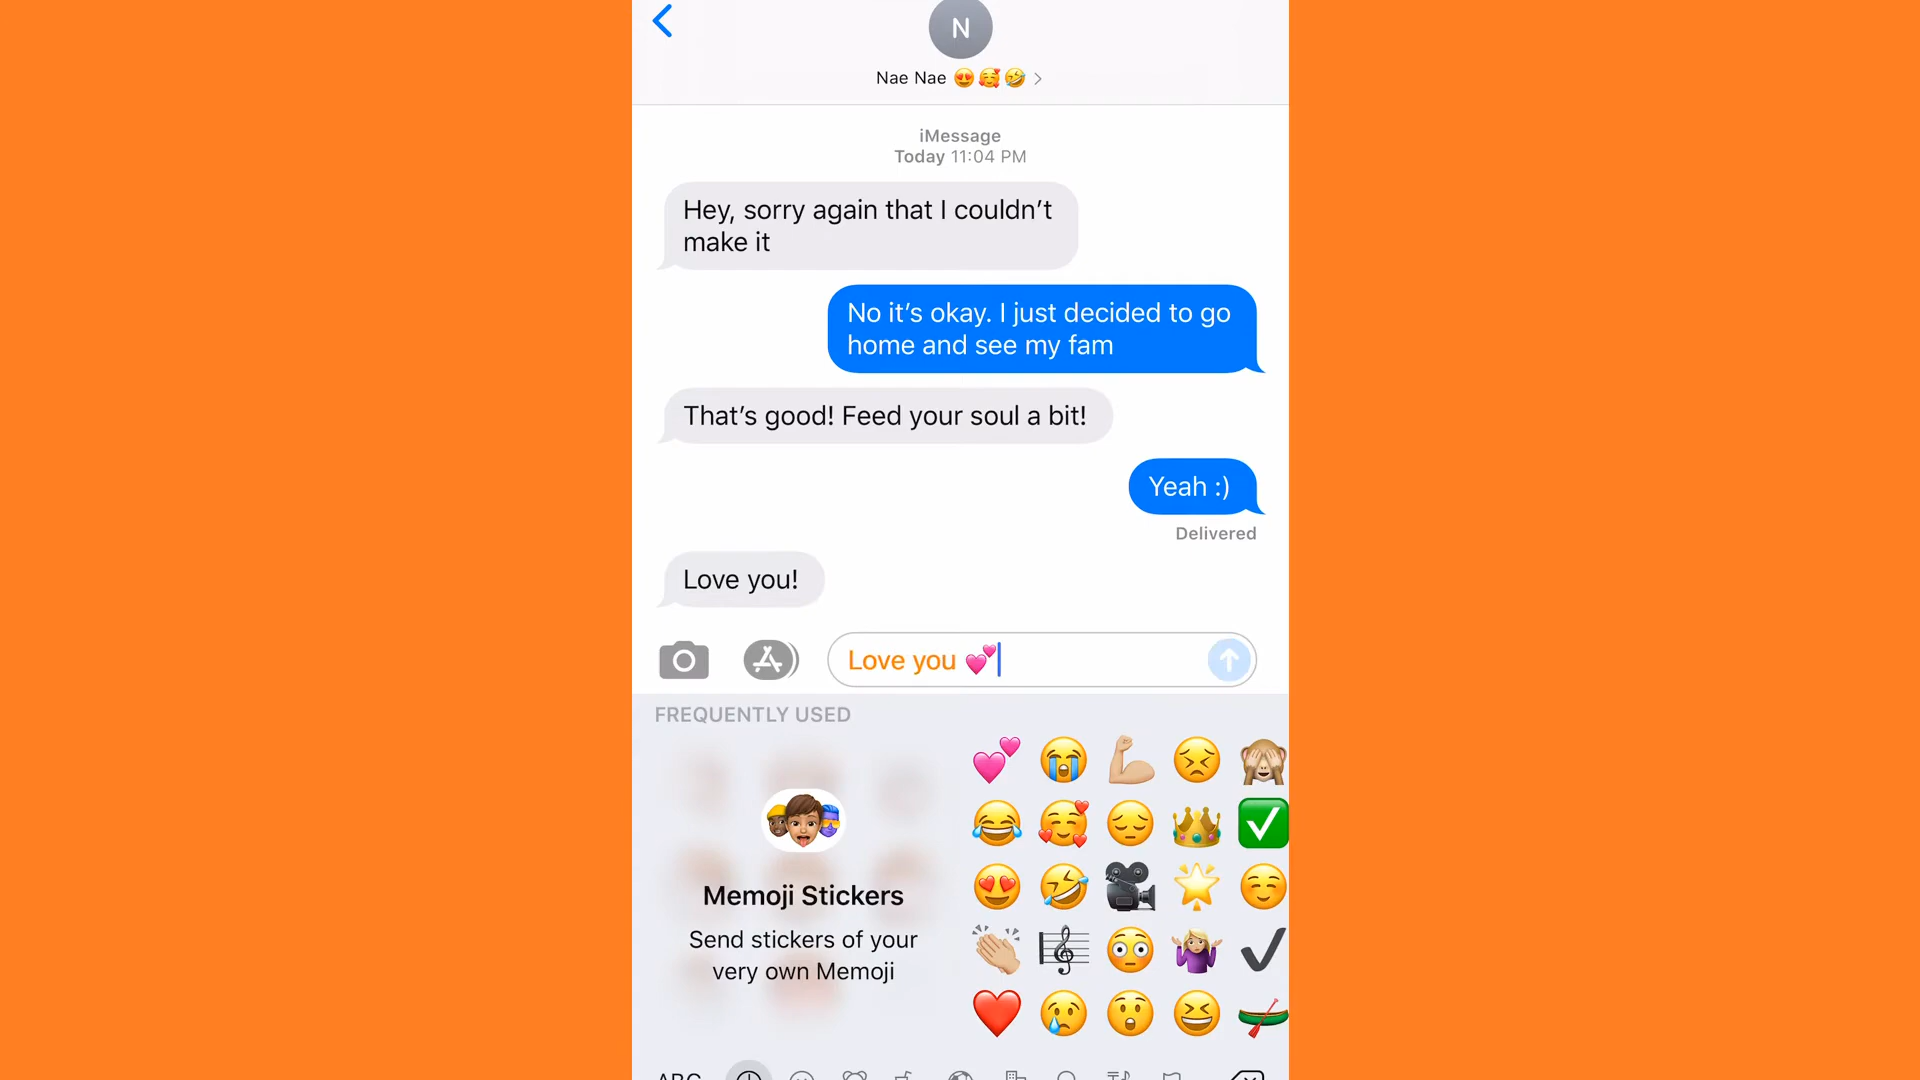 N
Nae Nae 😍🥰🤣
iMessage
Today 11:04 PM
Hey, sorry again that I couldn’t
make it
No it’s okay. I just decided to go
home and see my fam
That’s good! Feed your soul a bit!
Yeah :)
Delivered
Love you!
Love you 💕
FREQUENTLY USED
Memoji Stickers
Send stickers of your
very own Memoji
ABC